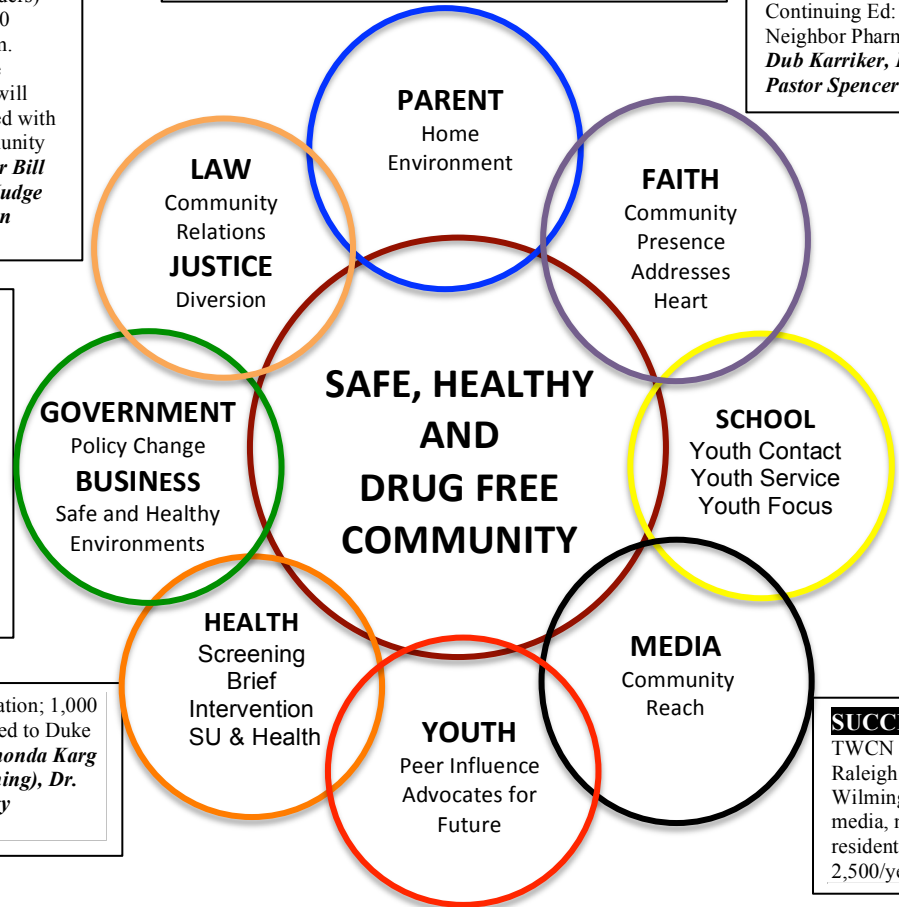 0
n.
will
ed with
unity
r Bill
udge
n
Continuing Ed:
Neighbor Pharm
Dub Karriker,
Pastor Spencer
PARENT
Home
Environment
LAW
Community
Relations
JUSTICE
Diversion
FAITH
Community
Presence
Addresses
Heart
SAFE, HEALTHY
AND
DRUG FREE
COMMUNITY
GOVERNMENT
Policy Change
BUSINESS
Safe and Healthy
Environments
SCHOOL
Youth Contact
Youth Service
Youth Focus
HEALTH
Screening
Brief
Intervention
SU & Health
YOUTH
Peer Influence
Advocates for
Future
MEDIA
Community
Reach
ation; 1,000
ed to Duke
honda Karg
ning), Dr.
y
SUCC
TWCN
Raleigh
Wilming
media, r
resident
2,500/ye